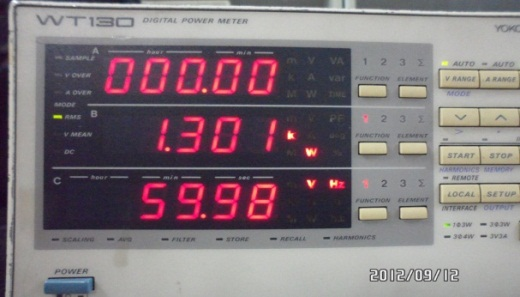 WT130 DIGITAL POWER METER YOKO
A hour min
SAMPLE
V OVER
A OVER
000.00
m V VA
k A var
M W TIME
1 2 3 Σ
FUNCTION ELEMENT
AUTO AUTO
V RANGE A RANGE
MODE
MODE
B
RMS
V MEAN
DC
1.301
k
W
1 2 3 Σ
FUNCTION ELEMENT
START STOP
HARMONICS MEMORY
REMOTE
C hour min sec
59.98
V Hz
1 2 3 Σ
FUNCTION ELEMENT
LOCAL SETUP
INTERFACE OUTPUT
SCALING AVG FILTER STORE RECALL HARMONICS
1Φ3W 3Φ3W
3Φ4W 3V3A
POWER
2012/09/12